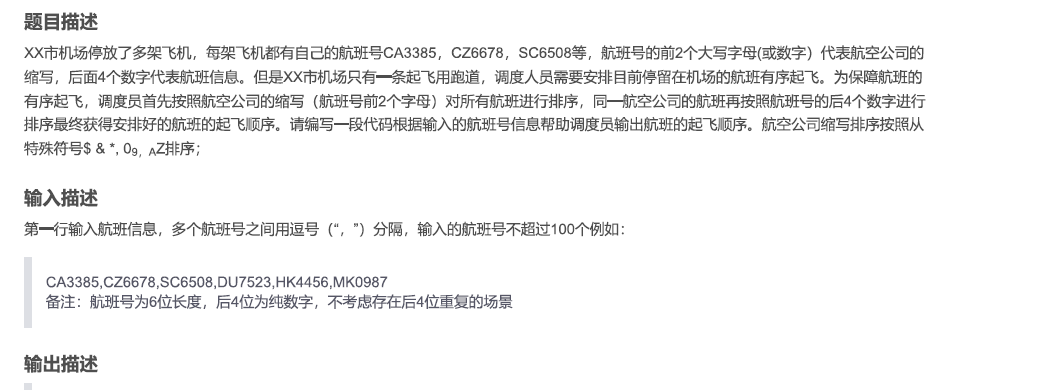 题目描述
XX市机场停放了多架飞机，每架飞机都有自己的航班号CA3385，CZ6678，SC6508等，航班号的前2个大写字母(或数字）代表航空公司的
缩写，后面4个数字代表航班信息。但是XX市机场只有一条起飞用跑道，调度人员需要安排目前停留在机场的航班有序起飞。为保障航班的
有序起飞，调度员首先按照航空公司的缩写（航班号前2个字母）对所有航班进行排序，同一航空公司的航班再按照航班号的后4个数字进行
排序最终获得安排好的航班的起飞顺序。请编写一段代码根据输入的航班号信息帮助调度员输出航班的起飞顺序。航空公司缩写排序按照从
特殊符号$ & *, 09，AZ排序；
输入描述
第一行输入航班信息，多个航班号之间用逗号（“，”）分隔，输入的航班号不超过100个例如：
CA3385,CZ6678,SC6508,DU7523,HK4456,MK0987
备注：航班号为6位长度，后4位为纯数字，不考虑存在后4位重复的场景
输出描述